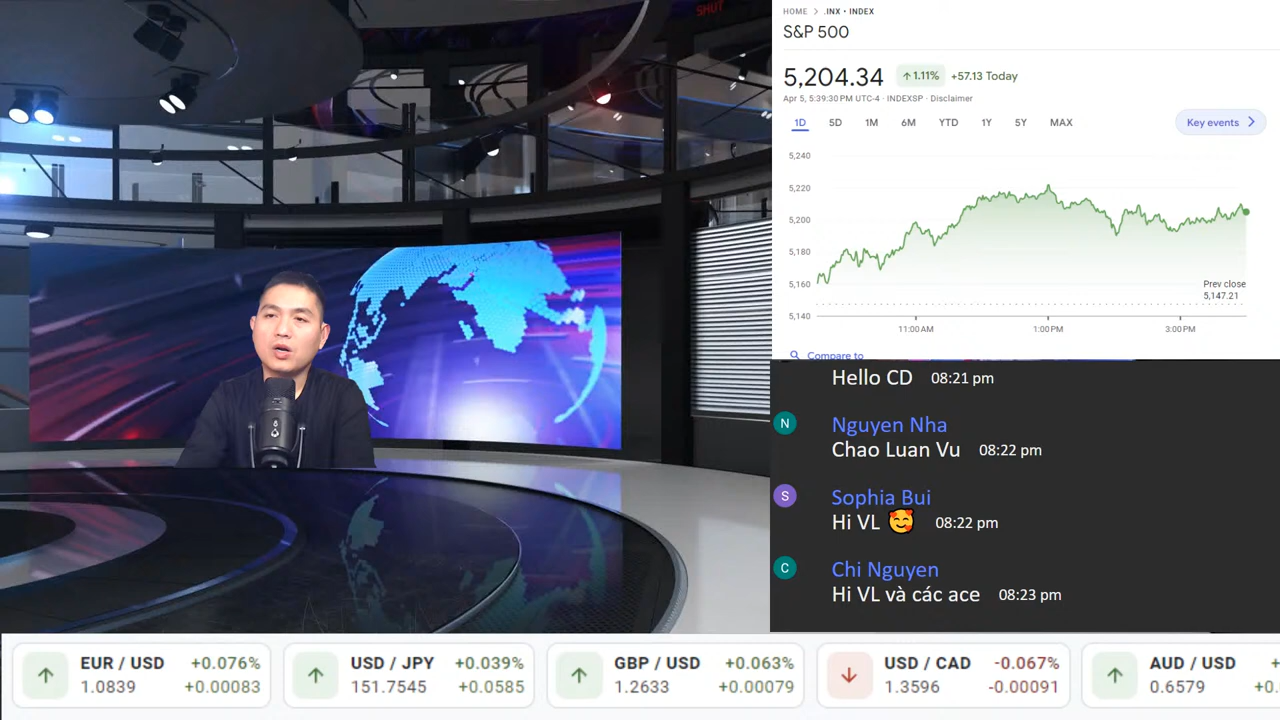 SHUT
HOME > .INX • INDEX
S&P 500
5,204.34 ↑ 1.11% +57.13 Today
Apr 5, 5:39:30 PM UTC-4 · INDEXSP · Disclaimer
1D 5D 1M 6M YTD 1Y 5Y MAX Key events >
5,240
5,220
5,200
5,180
5,160
5,140
Prev close
5,147.21
11:00 AM 1:00 PM 3:00 PM
Compare to
Hello CD 08:21 pm
N Nguyen Nha
Chao Luan Vu 08:22 pm
S Sophia Bui
Hi VL 🥰 08:22 pm
C Chi Nguyen
Hi VL và các ace 08:23 pm
EUR / USD +0.076%
1.0839 +0.00083
USD / JPY +0.039%
151.7545 +0.0585
GBP / USD +0.063%
1.2633 +0.00079
USD / CAD -0.067%
1.3596 -0.00091
AUD / USD
0.6579 +0.